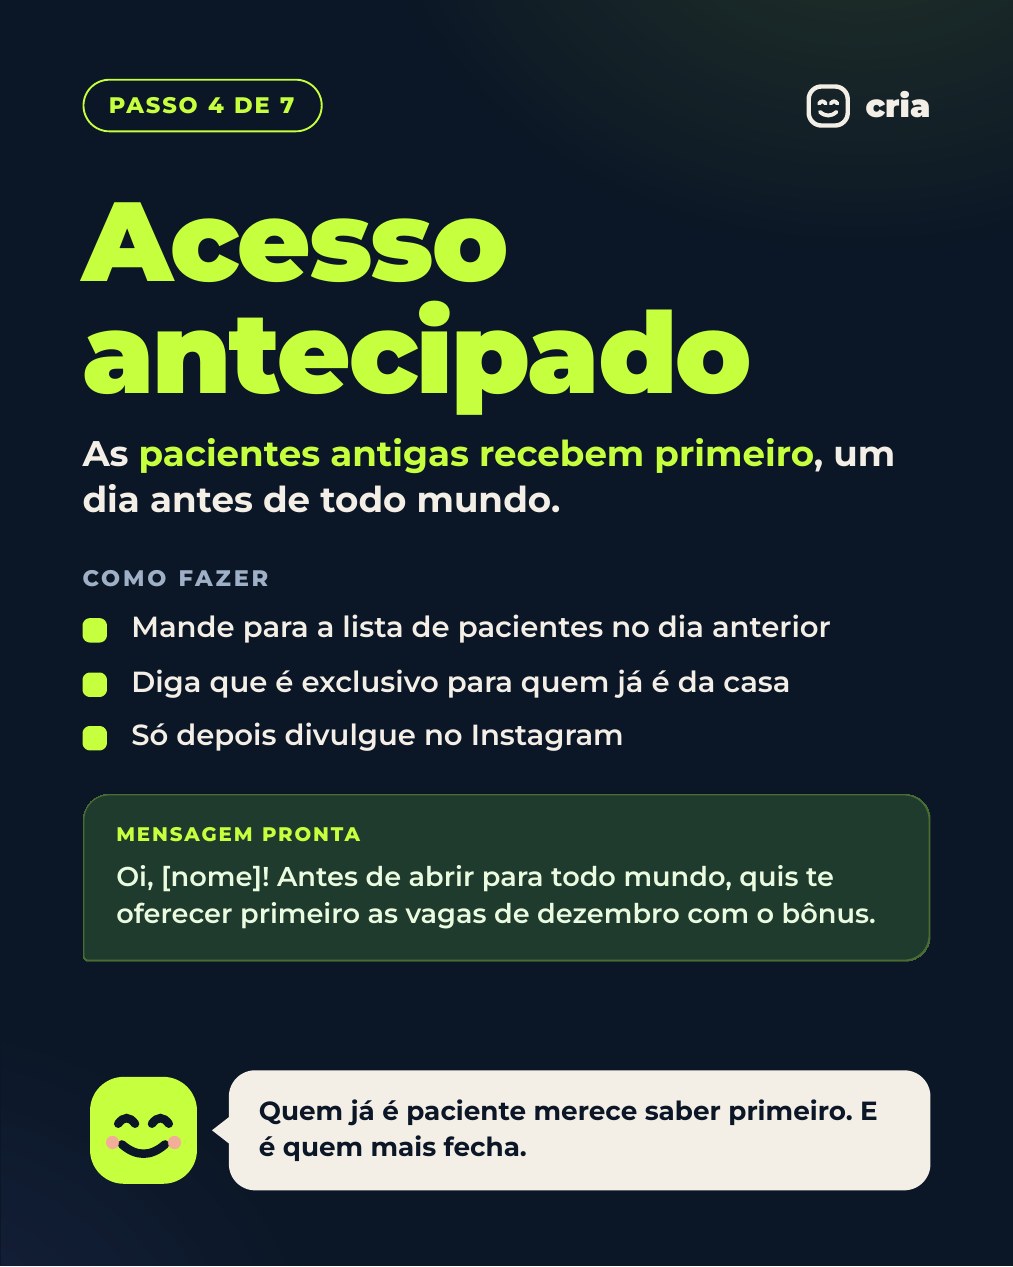 PASSO 4 DE 7
cria
Acesso
antecipado
As pacientes antigas recebem primeiro, um
dia antes de todo mundo.
COMO FAZER
Mande para a lista de pacientes no dia anterior
Diga que é exclusivo para quem já é da casa
Só depois divulgue no Instagram
MENSAGEM PRONTA
Oi, [nome]! Antes de abrir para todo mundo, quis te
oferecer primeiro as vagas de dezembro com o bônus.
Quem já é paciente merece saber primeiro. E
é quem mais fecha.